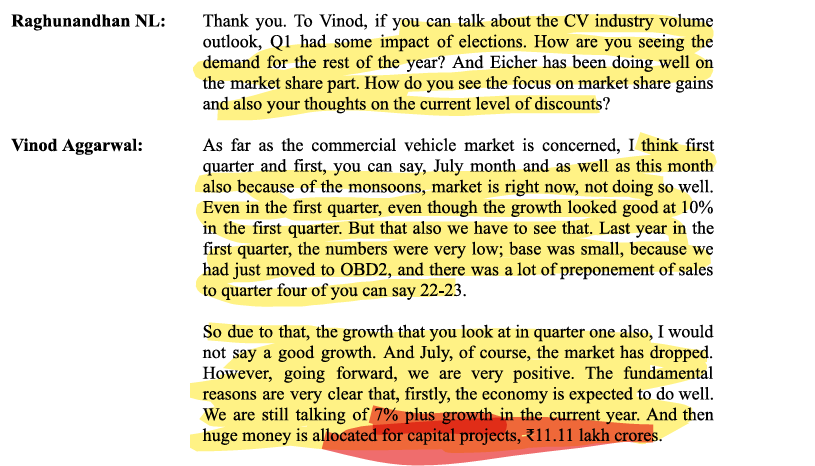 Raghunandhan NL: Thank you. To Vinod, if you can talk about the CV industry volume
outlook, Q1 had some impact of elections. How are you seeing the
demand for the rest of the year? And Eicher has been doing well on
the market share part. How do you see the focus on market share gains
and also your thoughts on the current level of discounts?
Vinod Aggarwal: As far as the commercial vehicle market is concerned, I think first
quarter and first, you can say, July month and as well as this month
also because of the monsoons, market is right now, not doing so well.
Even in the first quarter, even though the growth looked good at 10%
in the first quarter. But that also we have to see that. Last year in the
first quarter, the numbers were very low; base was small, because we
had just moved to OBD2, and there was a lot of preponement of sales
to quarter four of you can say 22-23.
So due to that, the growth that you look at in quarter one also, I would
not say a good growth. And July, of course, the market has dropped.
However, going forward, we are very positive. The fundamental
reasons are very clear that, firstly, the economy is expected to do well.
We are still talking of 7% plus growth in the current year. And then
huge money is allocated for capital projects, ₹11.11 lakh crores.